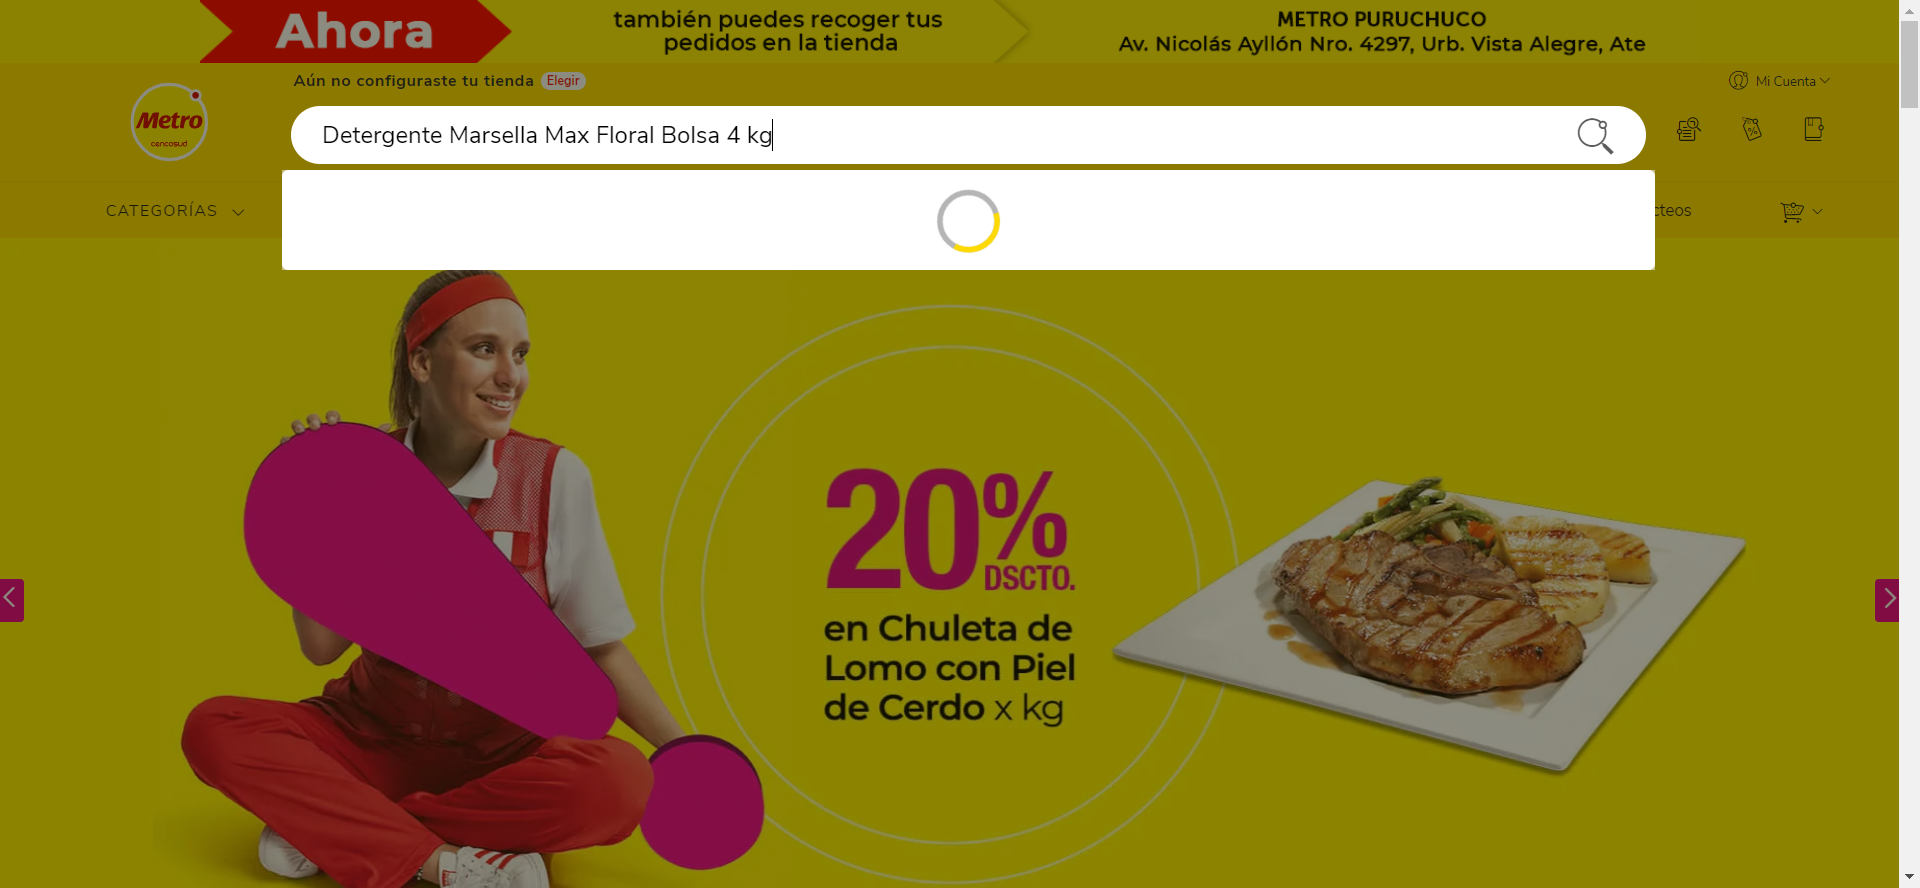 Ahora
también puedes recoger tus
pedidos en la tienda
METRO PURUCHUCO
Av. Nicolás Ayllón Nro. 4297, Urb. Vista Alegre, Ate
Aún no configuraste tu tienda Elegir
Mi Cuenta
Metro
cencosud
Detergente Marsella Max Floral Bolsa 4 kg
%
CATEGORÍAS
cteos
20%
DSCTO.
en Chuleta de
Lomo con Piel
de Cerdo x kg